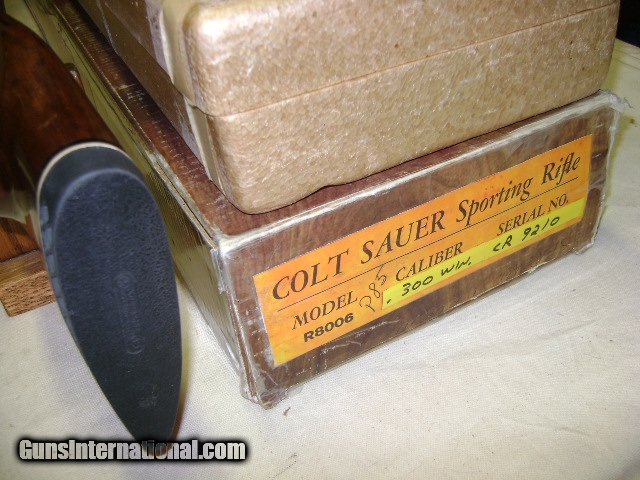 COLT SAUER Sporting Rifle
MODEL CALIBER SERIAL NO.
R8006 .300 WIN. CR 9210
GunsInternational.com